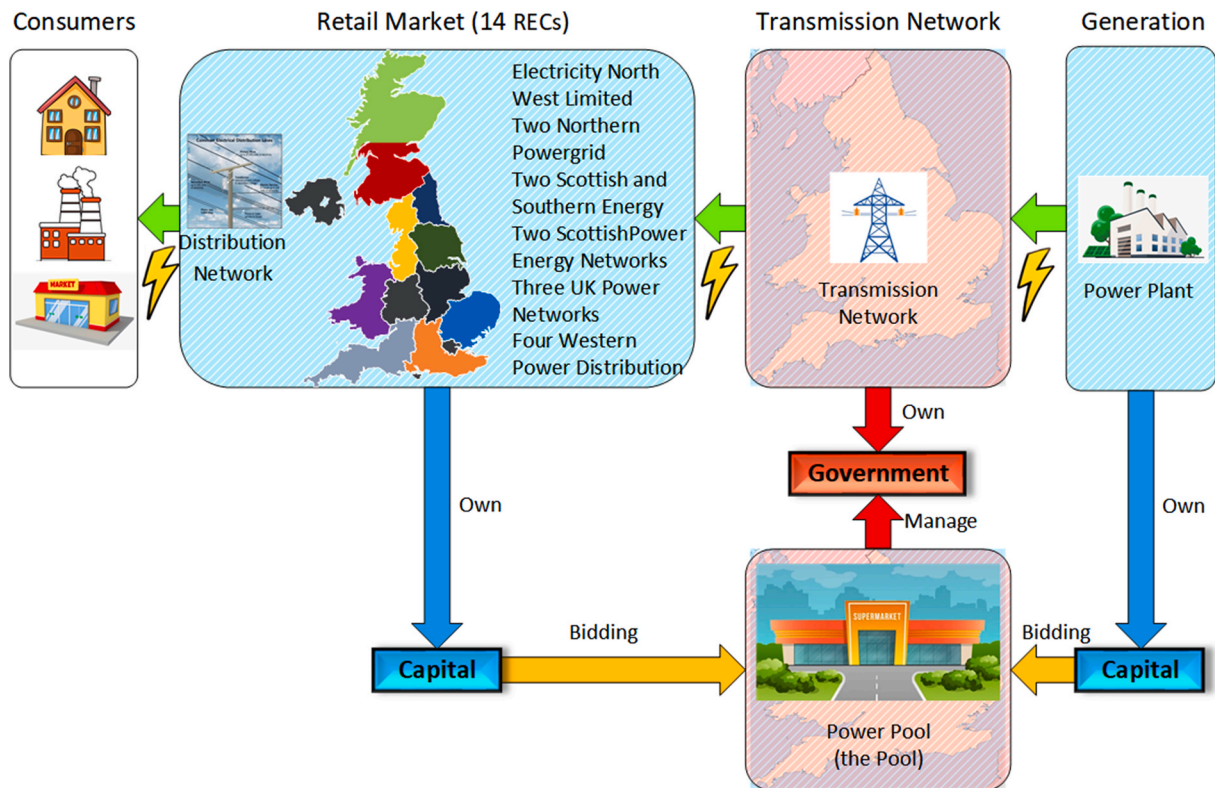 Consumers
Retail Market (14 RECs)
Transmission Network
Generation
Electricity North
West Limited
Two Northern
Powergrid
Two Scottish and
Southern Energy
Two ScottishPower
Energy Networks
Three UK Power
Networks
Four Western
Power Distribution
Distribution
Network
MARKET
Transmission
Network
Power Plant
Own
Government
Manage
Own
Own
Bidding
Capital
SUPERMARKET
Bidding
Capital
Power Pool
(the Pool)